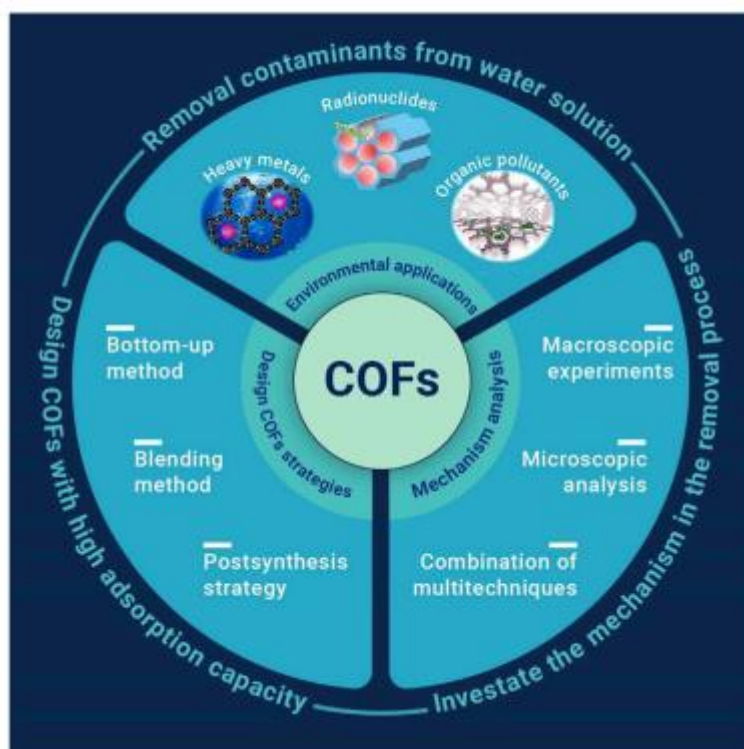 Removal contaminants from water solution
Radionuclides
Heavy metals
Organic pollutants
Environmental applications
COFs
Design COFs strategies
Mechanism analysis
Design COFs with high adsorption capacity
Bottom-up
method
Blending
method
Postsynthesis
strategy
Macroscopic
experiments
Microscopic
analysis
Combination of
multitechniques
Investate the mechanism in the removal process